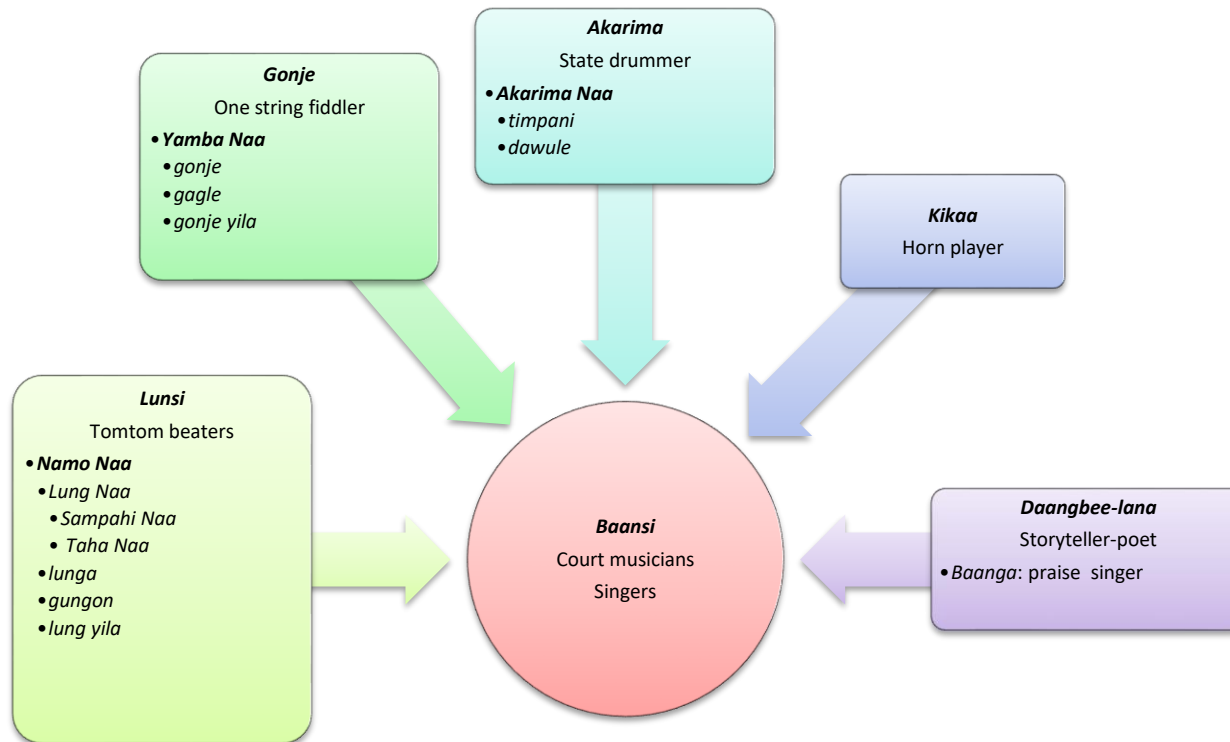 Akarima
State drummer
•Akarima Naa
•timpani
•dawule
Gonje
One string fiddler
•Yamba Naa
•gonje
•gagle
•gonje yila
Kikaa
Horn player
Lunsi
Tomtom beaters
•Namo Naa
•Lung Naa
•Sampahi Naa
• Taha Naa
•lunga
•gungon
•lung yila
Baansi
Court musicians
Singers
Daangbee-lana
Storyteller-poet
•Baanga: praise singer